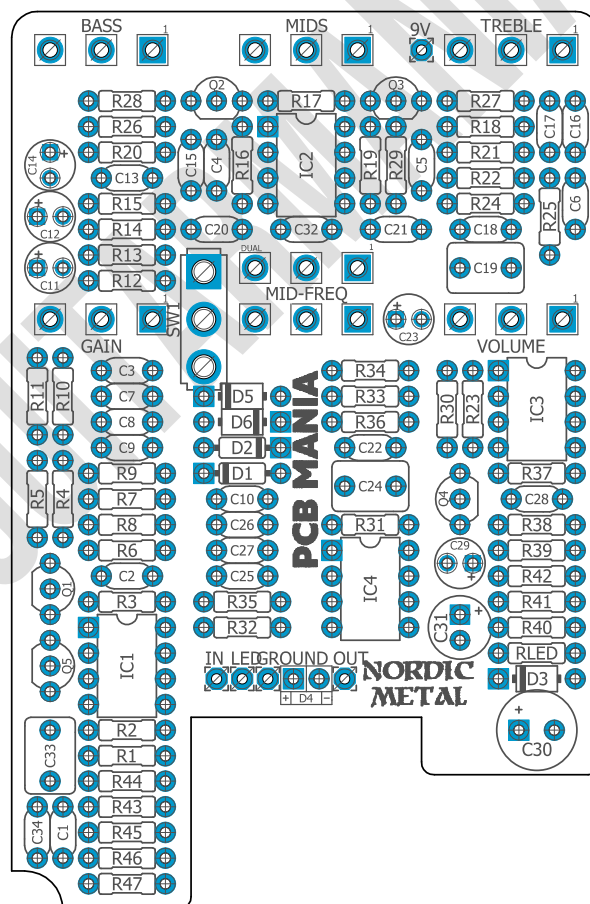 BASS MIDS 9V TREBLE
1 1 1
Q2 Q3
R28 R17 R27
R26 R18 C17 C16
R20 C14 + C15 C4 R16 IC2 R19 R29 C5 R21
C13 R22
R15 R24 R25 C6
+ C12 R14 C20 C32 C21 C18
R13 DUAL 1
+ C11 R12 C19
SW1 MID-FREQ
1 1 + C23 1
GAIN VOLUME
R11 R10 C3 R34 IC3
C7 D5 R33 R30 R23
C8 D6 R36
C9 D2 C22
R5 R4 R9 D1 R37
R7 C10 C24 Q4 C28
R8 C26 R31 R38
R6 C27 C29 + R39
Q1 C2 C25 IC4 R42
R3 R35 C31 + R41
R32 R40
Q5 IC1 IN LED GROUND OUT RLED
+ D4 - D3
PCB MANIA
NORDIC
METAL
+ C30
R2
C33 R1
R44
R43
C34 C1 R45
R46
R47